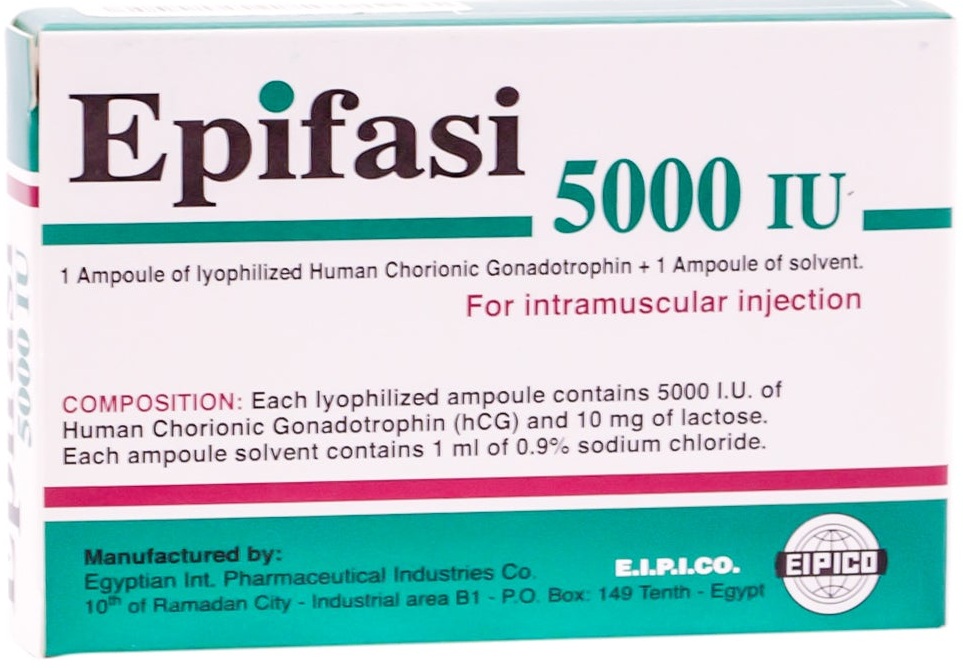 Epifasi
5000 IU
1 Ampoule of lyophilized Human Chorionic Gonadotrophin + 1 Ampoule of solvent.
For intramuscular injection
COMPOSITION: Each lyophilized ampoule contains 5000 I.U. of
Human Chorionic Gonadotrophin (hCG) and 10 mg of lactose.
Each ampoule solvent contains 1 ml of 0.9% sodium chloride.
Manufactured by:
Egyptian Int. Pharmaceutical Industries Co.
10th of Ramadan City - Industrial area B1 - P.O. Box: 149 Tenth - Egypt
E.I.P.I.CO.
EIPICO
5000 IU